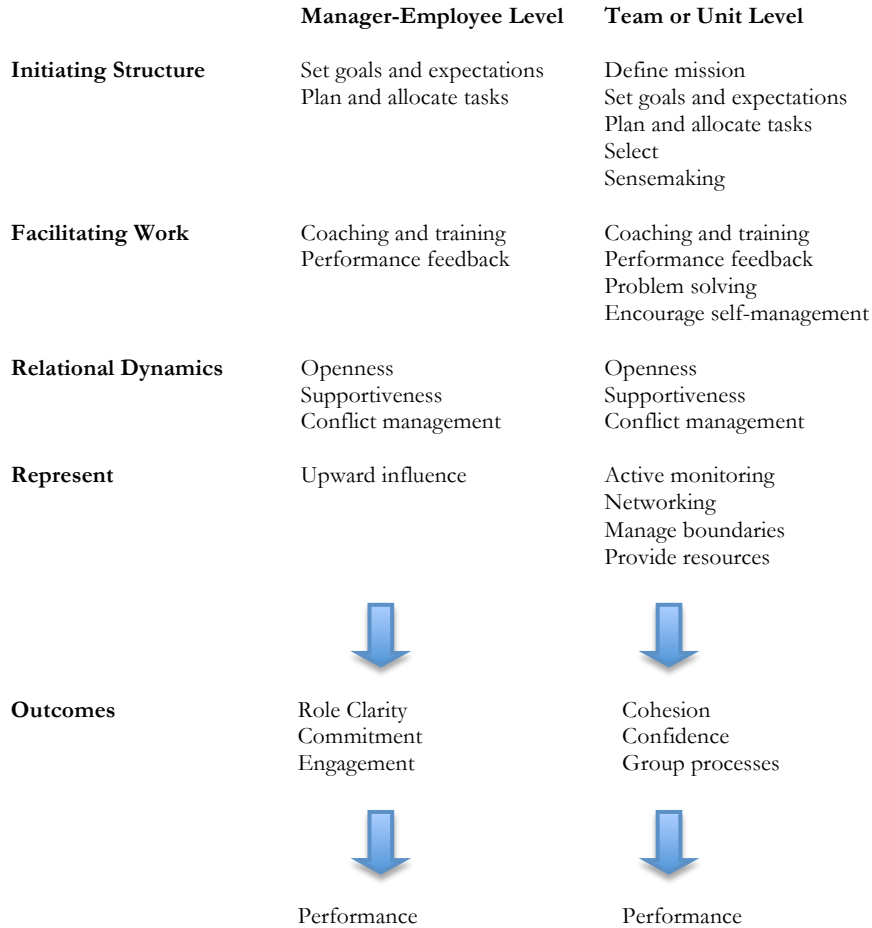 Manager-Employee Level Team or Unit Level
Initiating Structure Set goals and expectations Define mission
Plan and allocate tasks Set goals and expectations
Plan and allocate tasks
Select
Sensemaking
Facilitating Work Coaching and training Coaching and training
Performance feedback Performance feedback
Problem solving
Encourage self-management
Relational Dynamics Openness Openness
Supportiveness Supportiveness
Conflict management Conflict management
Represent Upward influence Active monitoring
Networking
Manage boundaries
Provide resources
Outcomes Role Clarity Cohesion
Commitment Confidence
Engagement Group processes
Performance Performance